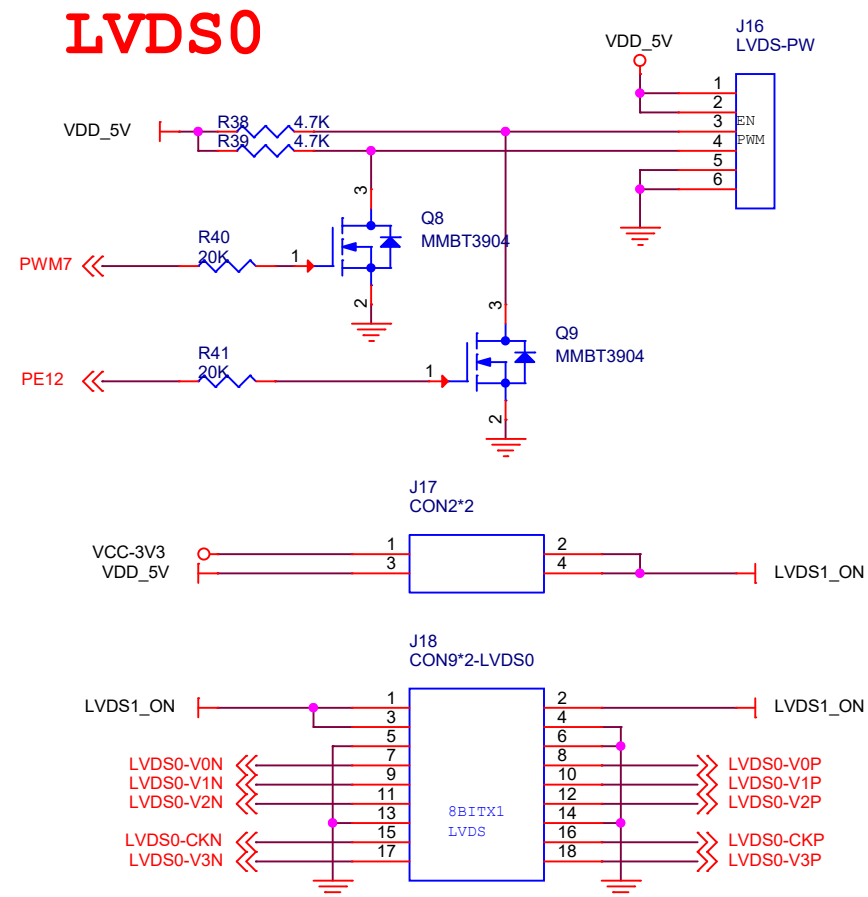 LVDS0
J16
LVDS-PW
VDD_5V
1
2
3 EN
4 PWM
5
6
VDD_5V
R38 4.7K
R39 4.7K
3
Q8
MMBT3904
R40
20K
1
PWM7
2
3
Q9
MMBT3904
R41
20K
1
PE12
2
J17
CON2*2
VCC-3V3 1 2
VDD_5V 3 4 LVDS1_ON
J18
CON9*2-LVDS0
LVDS1_ON 1 2 LVDS1_ON
3 4
5 6
LVDS0-V0N 7 8 LVDS0-V0P
LVDS0-V1N 9 10 LVDS0-V1P
LVDS0-V2N 11 12 LVDS0-V2P
13 8BITX1 14
LVDS0-CKN 15 LVDS 16 LVDS0-CKP
LVDS0-V3N 17 18 LVDS0-V3P